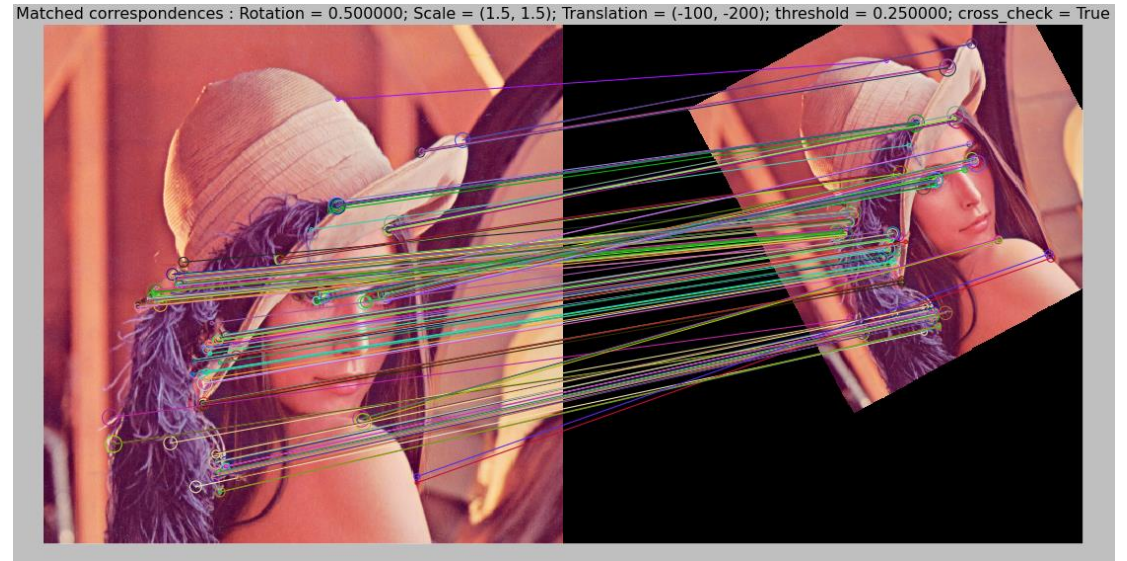 Matched correspondences : Rotation = 0.500000; Scale = (1.5, 1.5); Translation = (-100, -200); threshold = 0.250000; cross_check = True